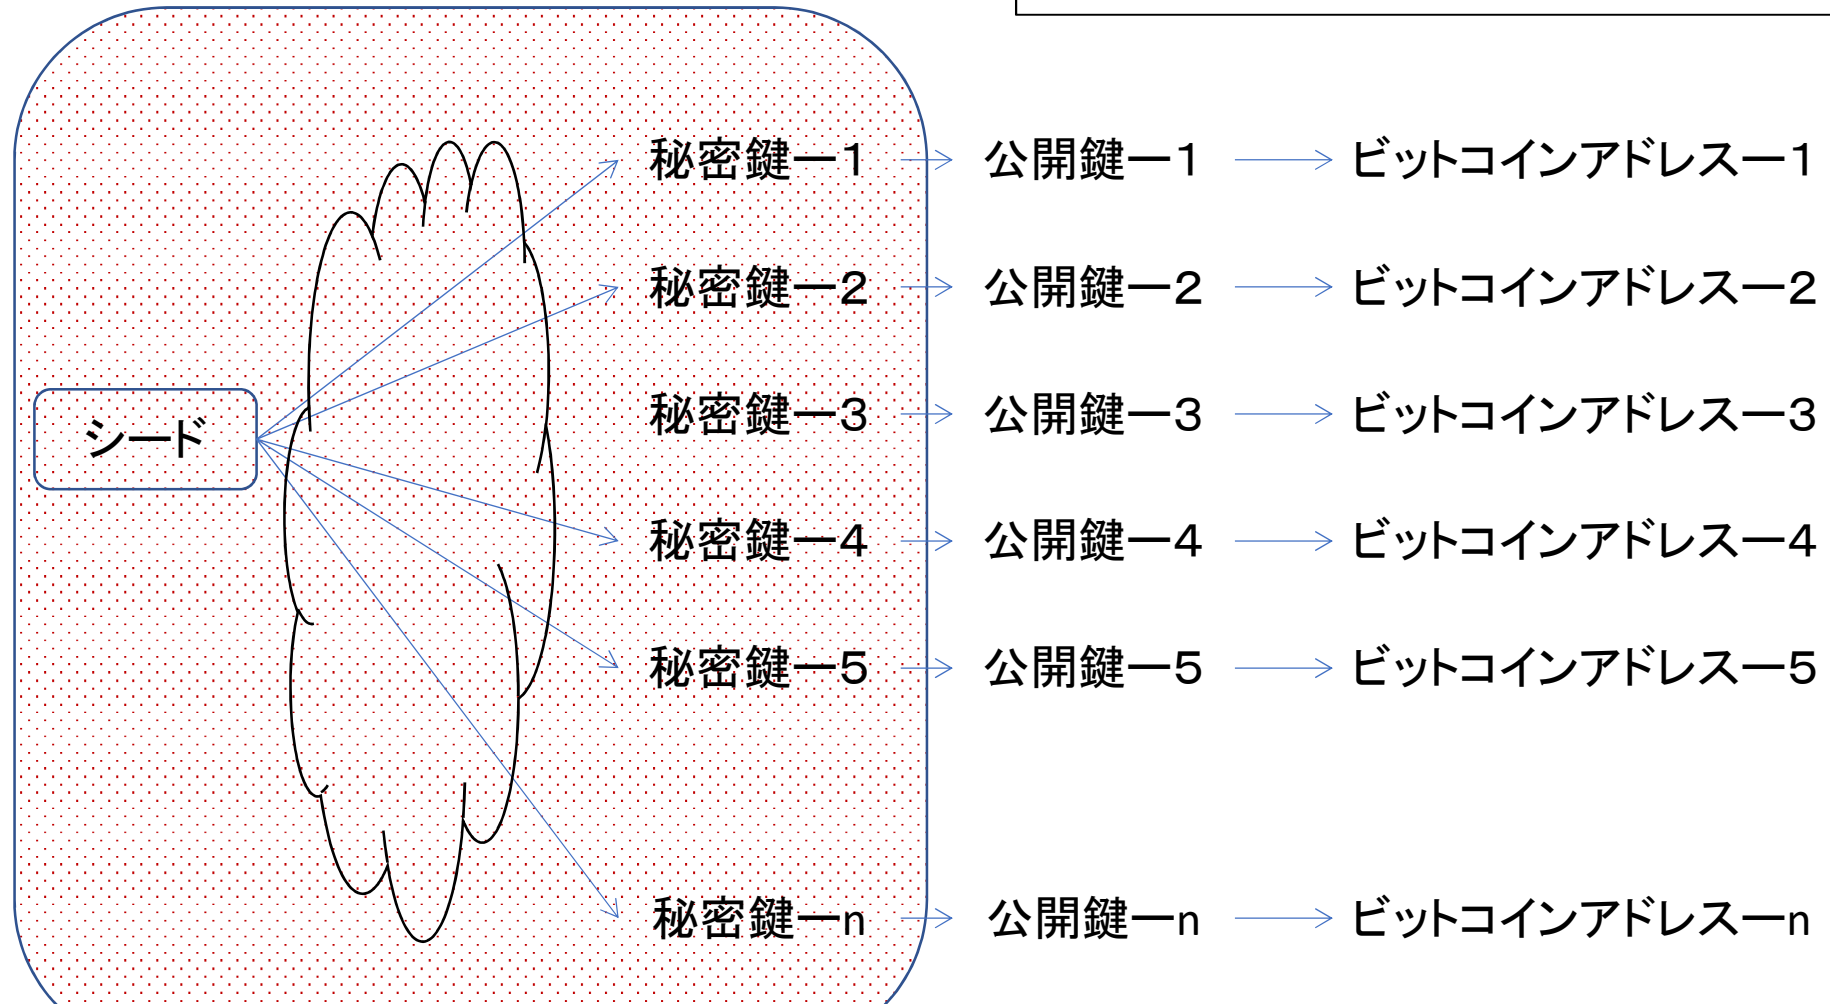 秘密鍵ー1 公開鍵ー1 ビットコインアドレスー1
秘密鍵ー2 公開鍵ー2 ビットコインアドレスー2
秘密鍵ー3 公開鍵ー3 ビットコインアドレスー3
シード
秘密鍵ー4 公開鍵ー4 ビットコインアドレスー4
秘密鍵ー5 公開鍵ー5 ビットコインアドレスー5
秘密鍵ーn 公開鍵ーn ビットコインアドレスーn